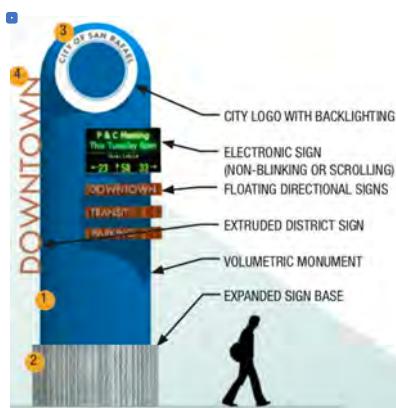 3
CITY OF SAN RAFAEL
4
DOWNTOWN
CITY LOGO WITH BACKLIGHTING
P & C Meeting
This Tuesday 6pm
←23 ↑58 33→
ELECTRONIC SIGN
(NON-BLINKING OR SCROLLING)
DOWNTOWN
FLOATING DIRECTIONAL SIGNS
TRANSIT
EXTRUDED DISTRICT SIGN
PARKING
VOLUMETRIC MONUMENT
1
EXPANDED SIGN BASE
2